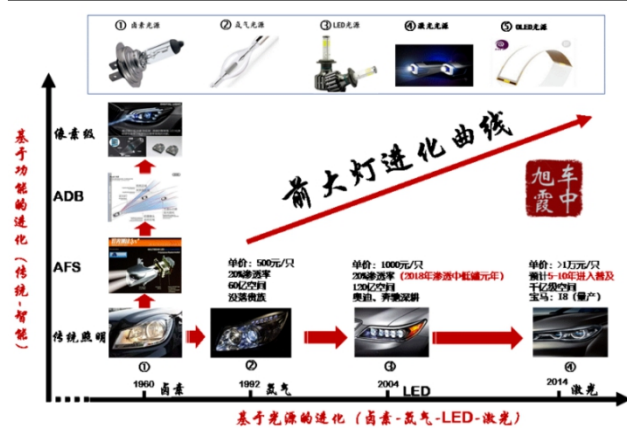 ① 卤素光源
② 氙气光源
③ LED光源
④ 激光光源
⑤ OLED光源
前大灯进化曲线
车中旭霞
基于功能的进化（传统-智能）
像素级
ADB
AFS
传统照明
单价：500元/只
20%渗透率
60亿空间
没落贵族
单价：1000元/只
20%渗透率（2018年渗透中低端元年）
120亿空间
奥迪、奔驰深耕
单价：>1万元/只
预计5-10年进入普及
千亿级空间
宝马：I8（量产）
①
②
③
④
1960 卤素
1992 氙气
2004 LED
2014 激光
基于光源的进化（卤素-氙气-LED-激光）